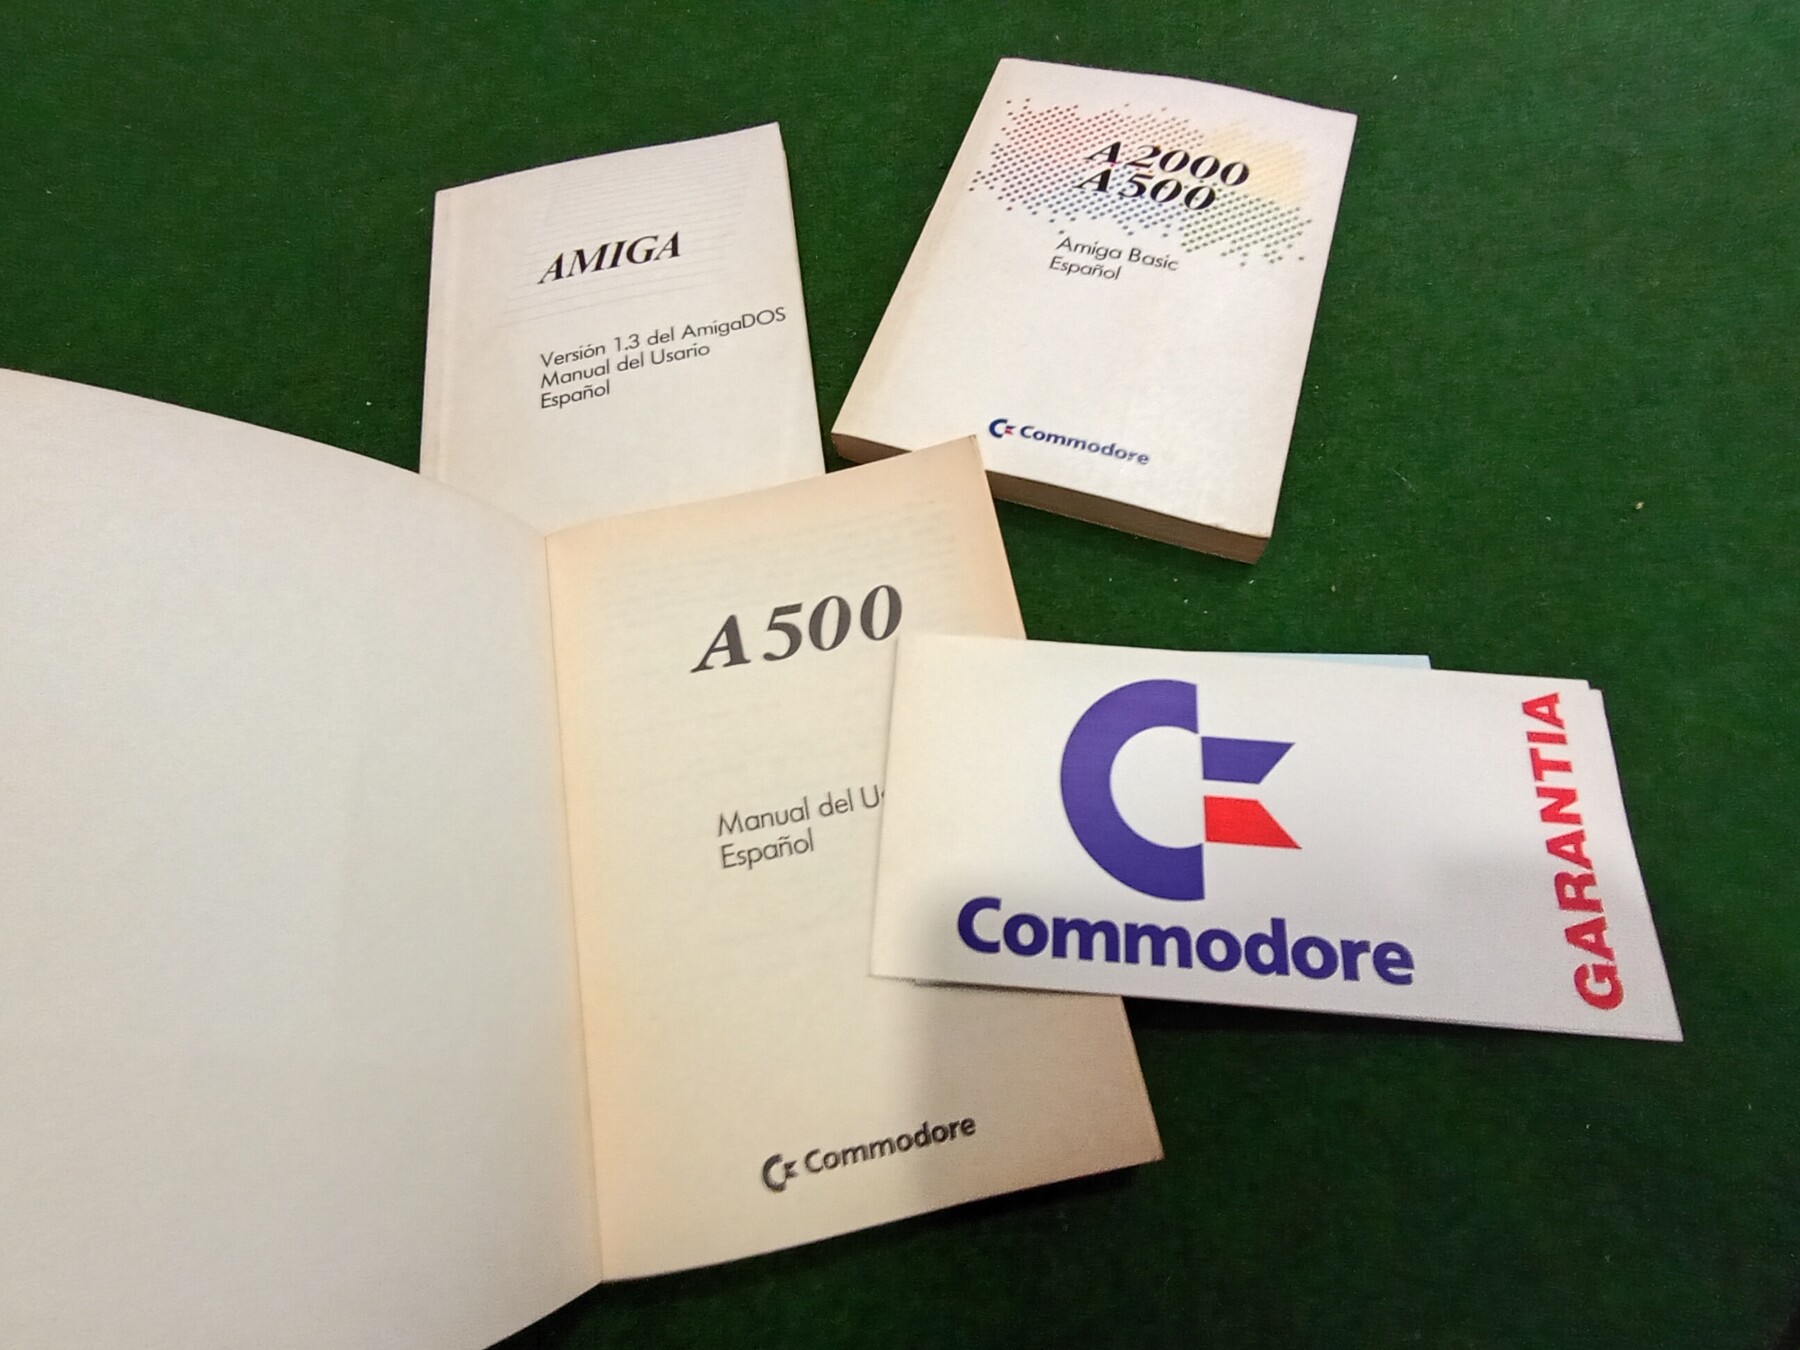 AMIGA
Versión 1.3 del AmigaDOS
Manual del Usario
Español
A2000
A500
Amiga Basic
Español
Commodore
A500
Manual del
Español
Commodore
Commodore
GARANTIA